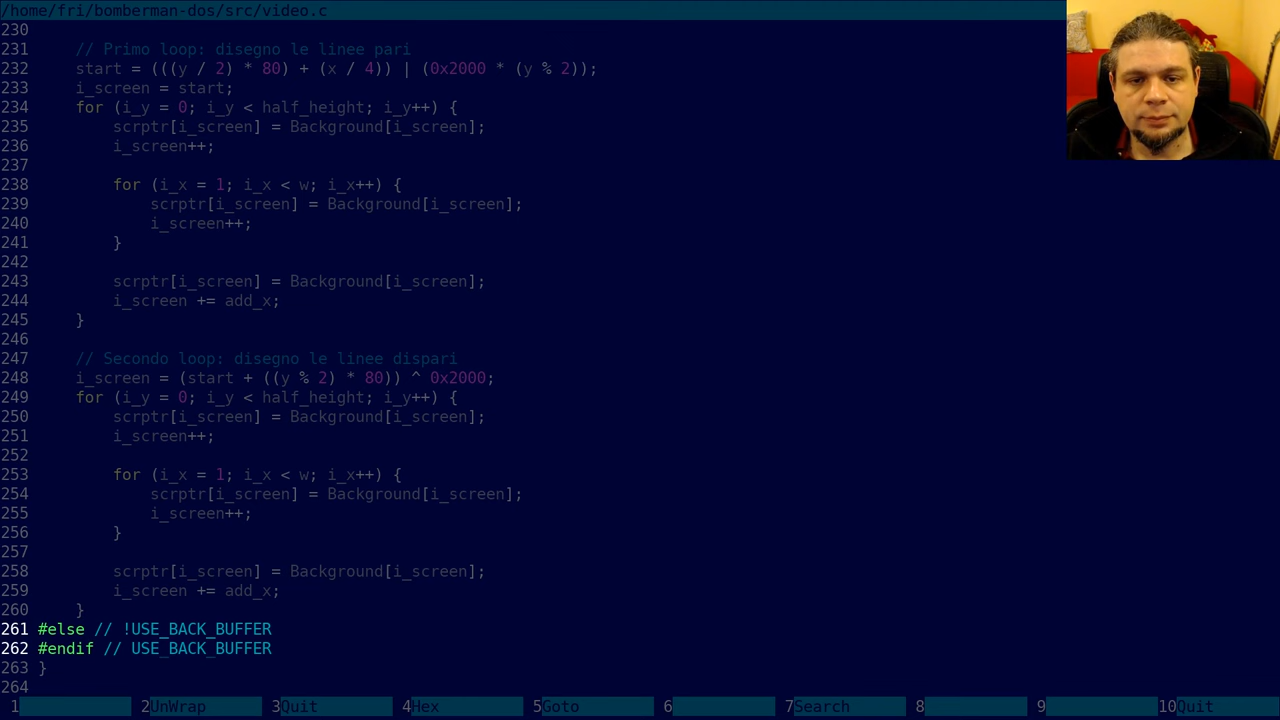 /home/fri/bomberman-dos/src/video.c
230
231     // Primo loop: disegno le linee pari
232     start = (((y / 2) * 80) + (x / 4)) | (0x2000 * (y % 2));
233     i_screen = start;
234     for (i_y = 0; i_y < half_height; i_y++) {
235         scrptr[i_screen] = Background[i_screen];
236         i_screen++;
237
238         for (i_x = 1; i_x < w; i_x++) {
239             scrptr[i_screen] = Background[i_screen];
240             i_screen++;
241         }
242
243         scrptr[i_screen] = Background[i_screen];
244         i_screen += add_x;
245     }
246
247     // Secondo loop: disegno le linee dispari
248     i_screen = (start + ((y % 2) * 80)) ^ 0x2000;
249     for (i_y = 0; i_y < half_height; i_y++) {
250         scrptr[i_screen] = Background[i_screen];
251         i_screen++;
252
253         for (i_x = 1; i_x < w; i_x++) {
254             scrptr[i_screen] = Background[i_screen];
255             i_screen++;
256         }
257
258         scrptr[i_screen] = Background[i_screen];
259         i_screen += add_x;
260     }
261 #else // !USE_BACK_BUFFER
262 #endif // USE_BACK_BUFFER
263 }
264
1 2UnWrap 3Quit 4Hex 5Goto 6 7Search 8 9 10Quit